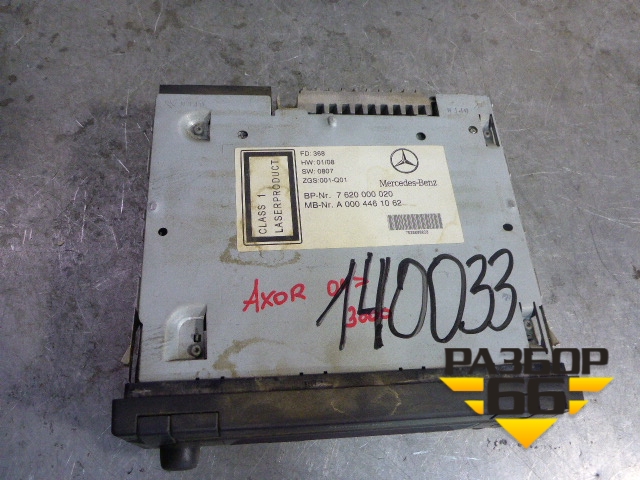 CLASS 1
LASERPRODUCT
FD: 368
HW: 01/08
SW: 0807
ZGS: 001-Q01
Mercedes-Benz
BP-Nr. 7 620 000 020
MB-Nr. A 000 446 10 62
AXOR
140033
РАЗБОР
66